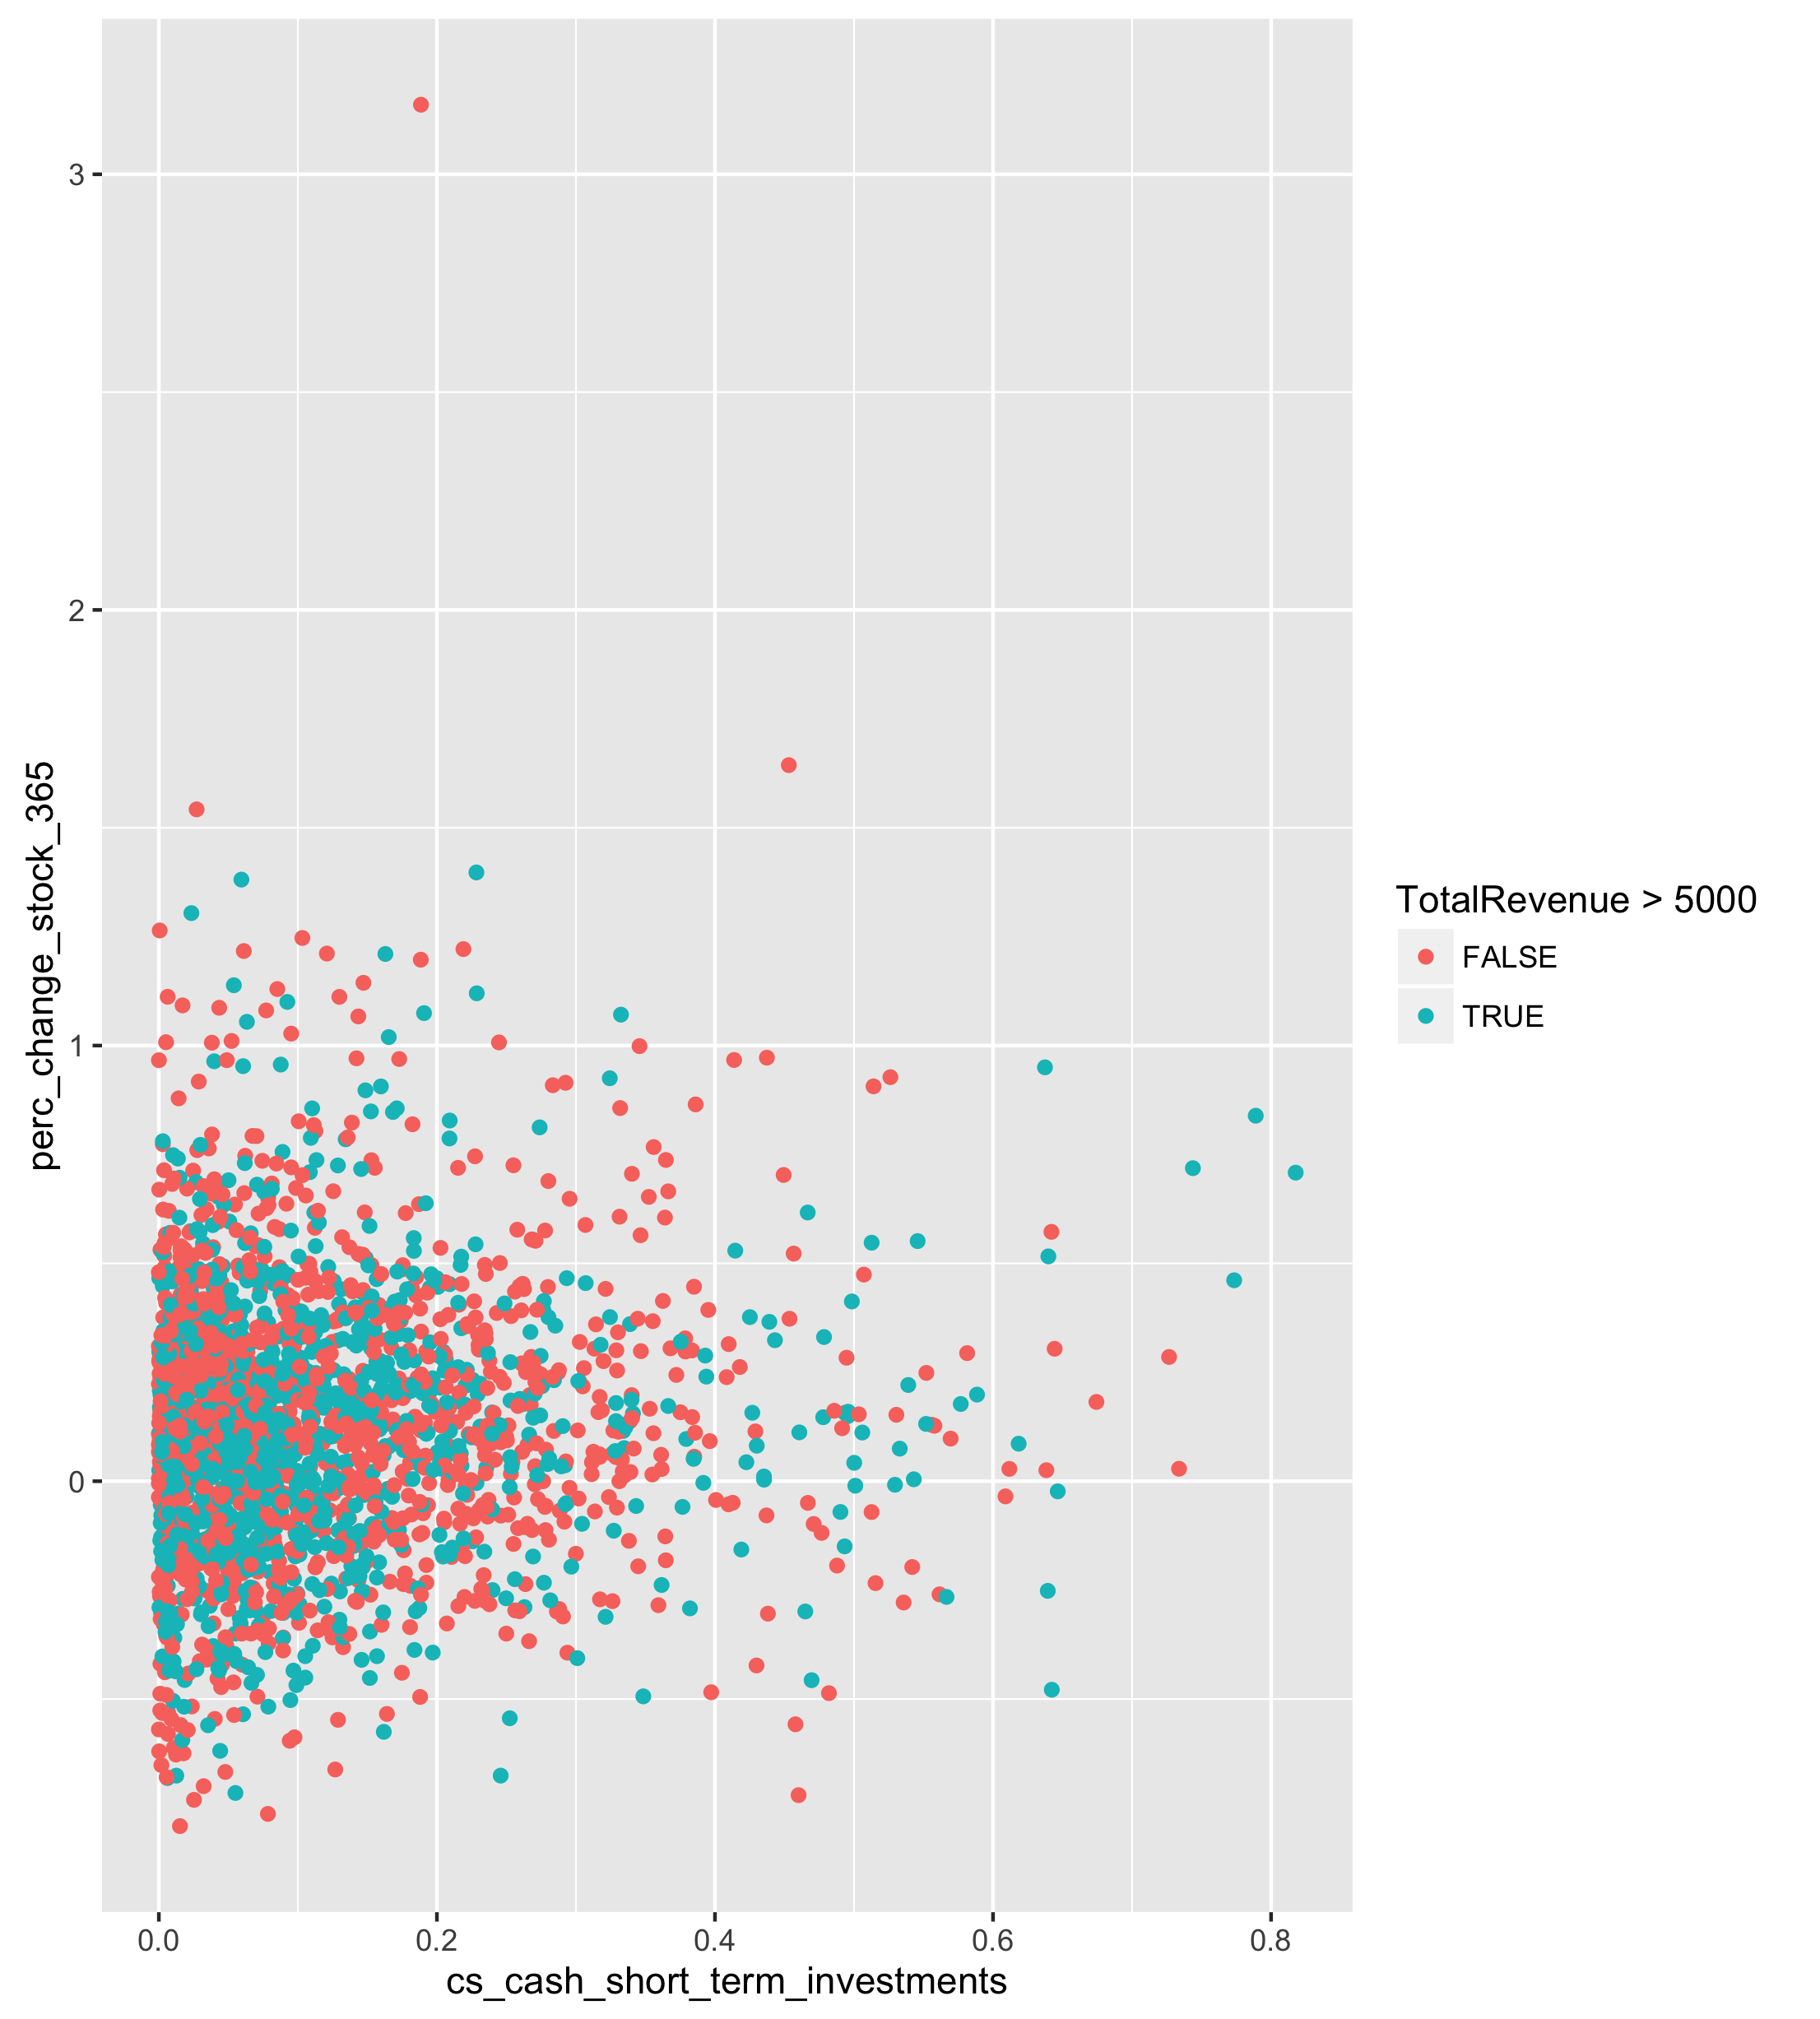 3
2
1
0
perc_change_stock_365
0.0 0.2 0.4 0.6 0.8
cs_cash_short_term_investments
TotalRevenue > 5000
FALSE
TRUE